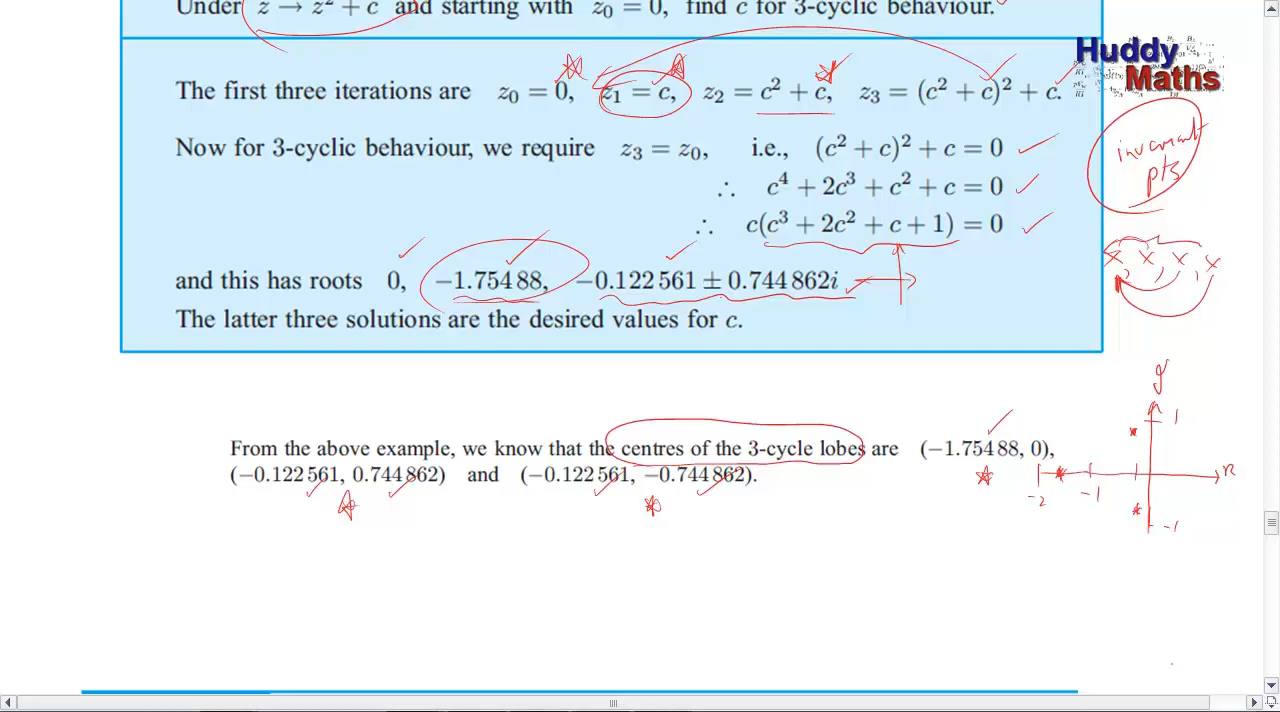 Under z → z² + c and starting with z₀ = 0, find c for 3-cyclic behaviour.
Huddy
Maths
The first three iterations are z₀ = 0, z₁ = c, z₂ = c² + c, z₃ = (c² + c)² + c.
invariant
pts
Now for 3-cyclic behaviour, we require z₃ = z₀, i.e., (c² + c)² + c = 0
∴ c⁴ + 2c³ + c² + c = 0
∴ c(c³ + 2c² + c + 1) = 0
x x x x
and this has roots 0, −1.754 88, −0.122 561 ± 0.744 862i
The latter three solutions are the desired values for c.
1
From the above example, we know that the centres of the 3-cycle lobes are (−1.754 88, 0),
(−0.122 561, 0.744 862) and (−0.122 561, −0.744 862).
R
-2 -1
-1